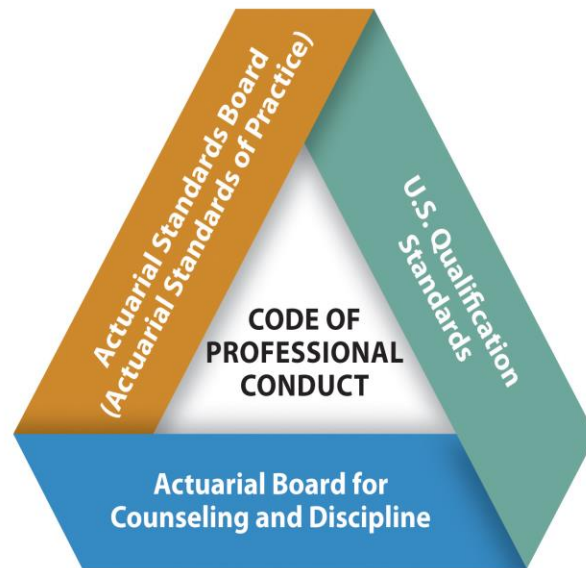 Actuarial Standards Board
(Actuarial Standards of Practice)
U.S. Qualification
Standards
CODE OF
PROFESSIONAL
CONDUCT
Actuarial Board for
Counseling and Discipline